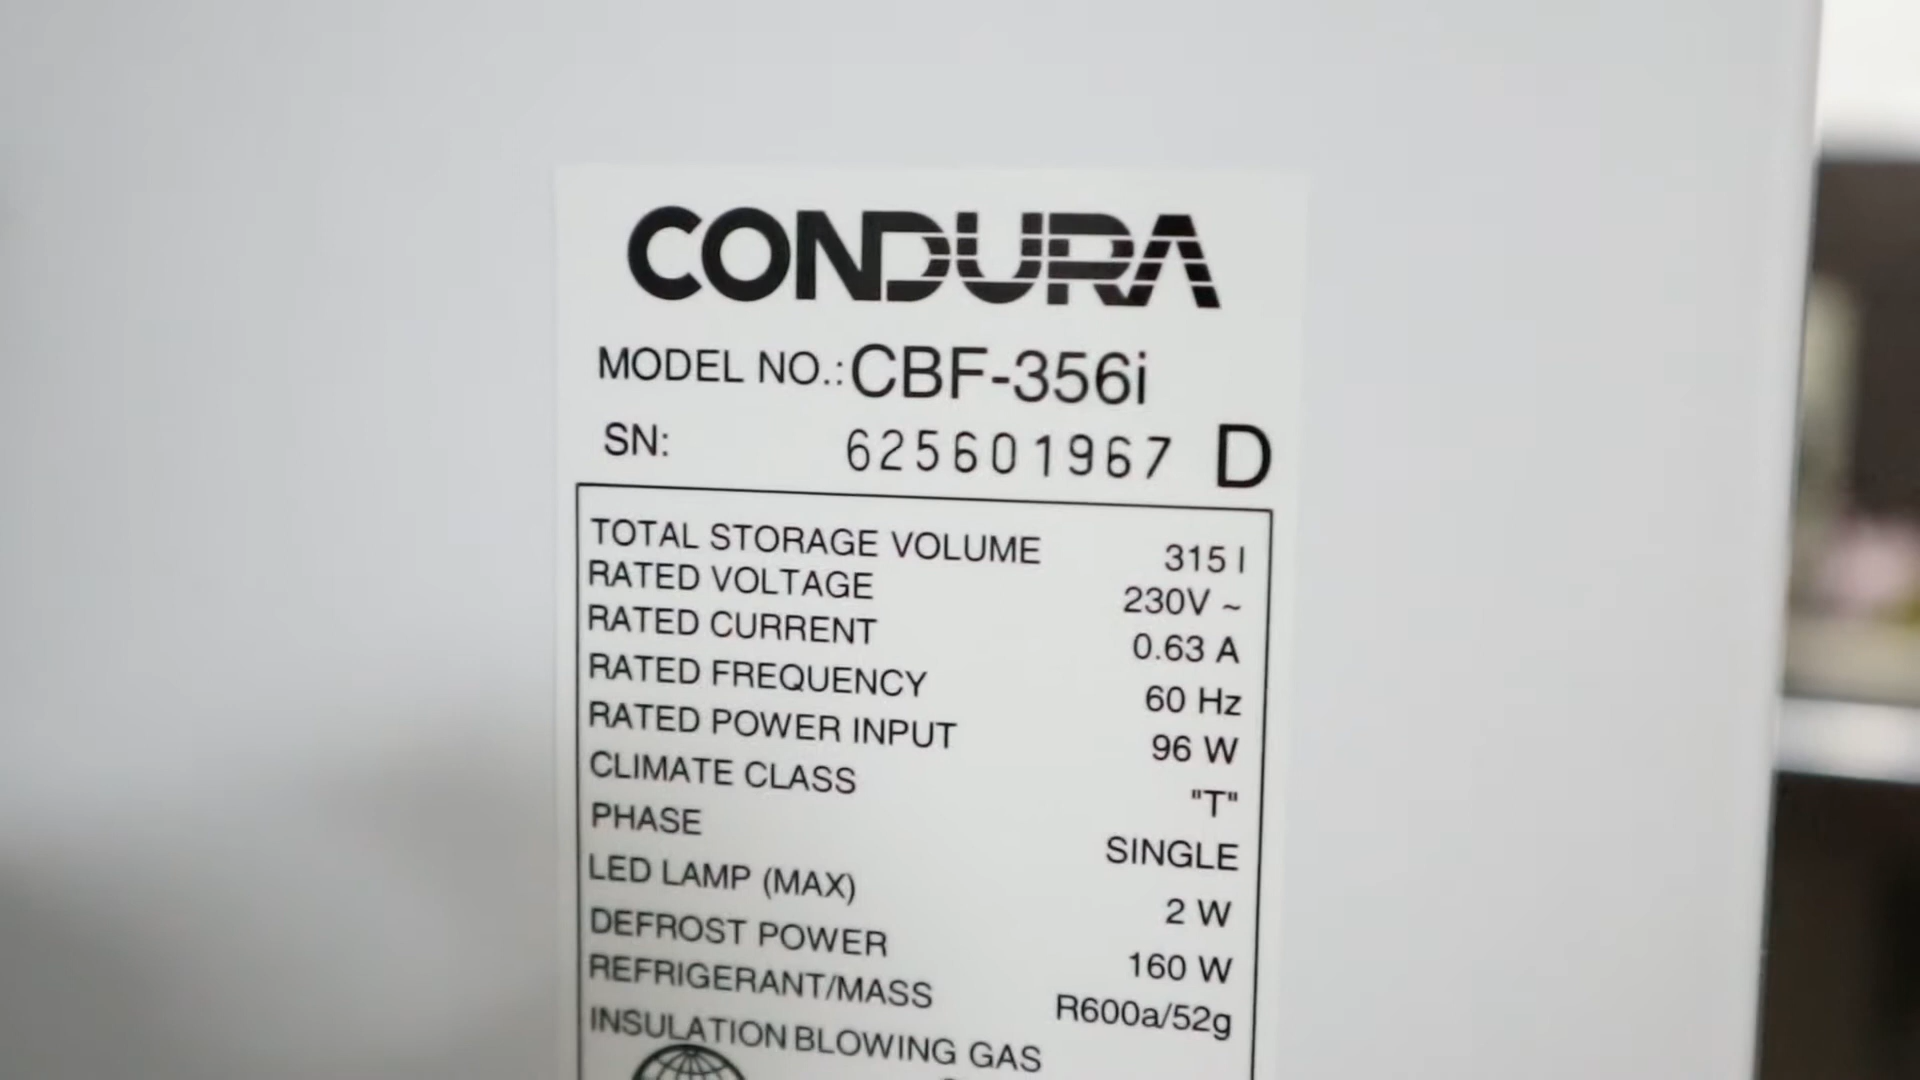 CONDURA
MODEL NO.: CBF-356i
SN: 625601967 D
TOTAL STORAGE VOLUME 315 l
RATED VOLTAGE 230V ~
RATED CURRENT 0.63 A
RATED FREQUENCY 60 Hz
RATED POWER INPUT 96 W
CLIMATE CLASS "T"
PHASE SINGLE
LED LAMP (MAX) 2 W
DEFROST POWER 160 W
REFRIGERANT/MASS R600a/52g
INSULATION BLOWING GAS